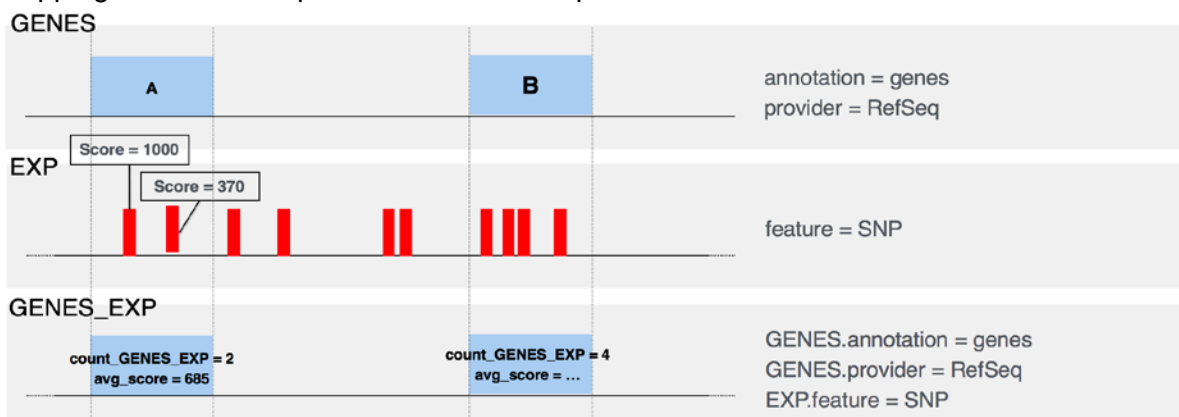 GENES
A
B
annotation = genes
provider = RefSeq
EXP
Score = 1000
Score = 370
feature = SNP
GENES_EXP
count_GENES_EXP = 2
avg_score = 685
count_GENES_EXP = 4
avg_score = ...
GENES.annotation = genes
GENES.provider = RefSeq
EXP.feature = SNP